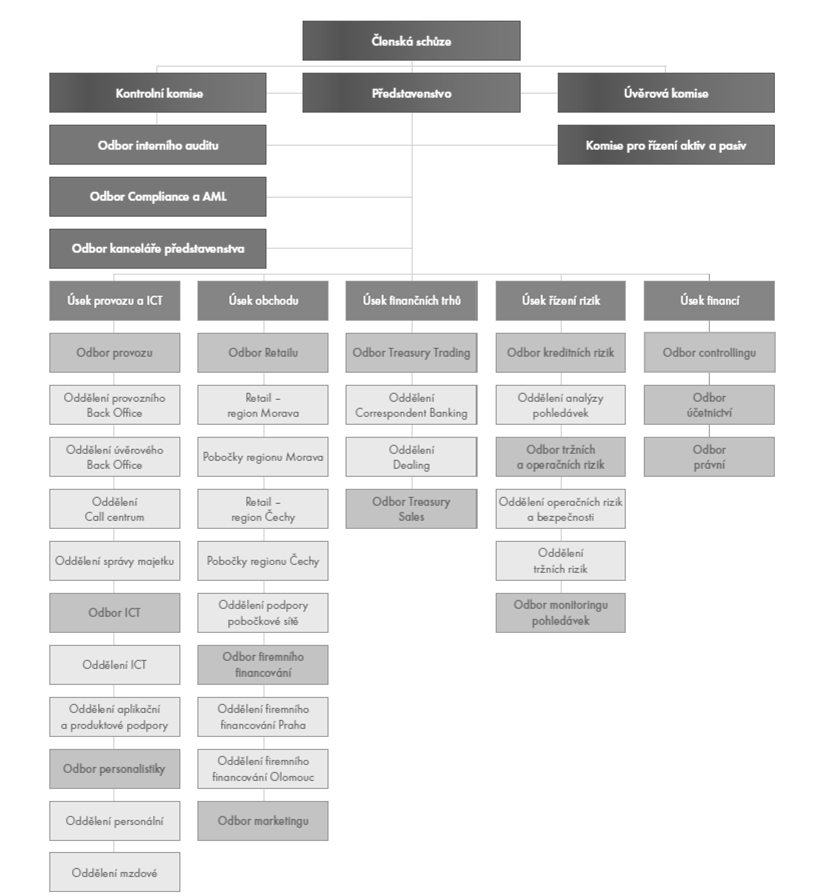 Členská schůze
Kontrolní komise
Představenstvo
Úvěrová komise
Odbor interního auditu
Komise pro řízení aktiv a pasiv
Odbor Compliance a AML
Odbor kanceláře představenstva
Úsek provozu a ICT
Úsek obchodu
Úsek finančních trhů
Úsek řízení rizik
Úsek financí
Odbor provozu
Oddělení provozního
Back Office
Oddělení úvěrového
Back Office
Oddělení
Call centrum
Oddělení správy majetku
Odbor ICT
Oddělení ICT
Oddělení aplikační
a produktové podpory
Odbor personalistiky
Oddělení personální
Oddělení mzdové
Odbor Retailu
Retail –
region Morava
Pobočky regionu Morava
Retail –
region Čechy
Pobočky regionu Čechy
Oddělení podpory
pobočkové sítě
Odbor firemního
financování
Oddělení firemního
financování Praha
Oddělení firemního
financování Olomouc
Odbor marketingu
Odbor Treasury Trading
Oddělení
Correspondent Banking
Oddělení
Dealing
Odbor Treasury
Sales
Odbor kreditních rizik
Oddělení analýzy
pohledávek
Odbor tržních
a operačních rizik
Oddělení operačních rizik
a bezpečnosti
Oddělení
tržních rizik
Odbor monitoringu
pohledávek
Odbor controllingu
Odbor
účetnictví
Odbor
právní